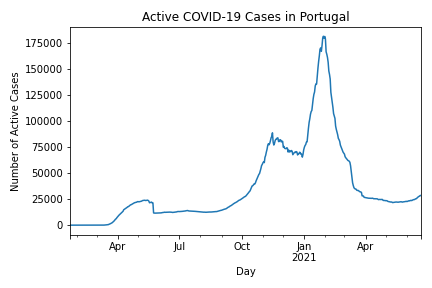 Active COVID-19 Cases in Portugal
175000
150000
125000
100000
75000
50000
25000
0
Number of Active Cases
Apr
Jul
Oct
Jan
2021
Apr
Day